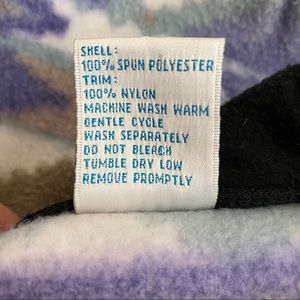 SHELL:
100% SPUN POLYESTER
TRIM:
100% NYLON
MACHINE WASH WARM
GENTLE CYCLE
WASH SEPARATELY
DO NOT BLEACH
TUMBLE DRY LOW
REMOVE PROMPTLY